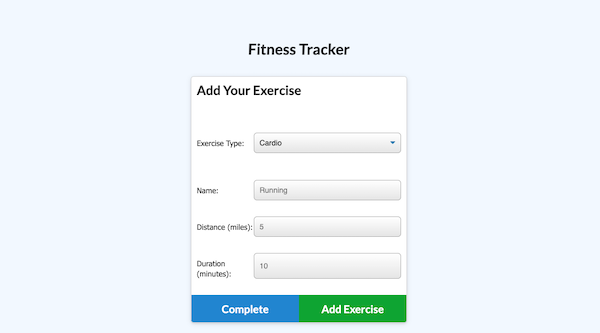 Fitness Tracker
Add Your Exercise
Exercise Type: Cardio
Name: Running
Distance (miles): 5
Duration
(minutes): 10
Complete Add Exercise